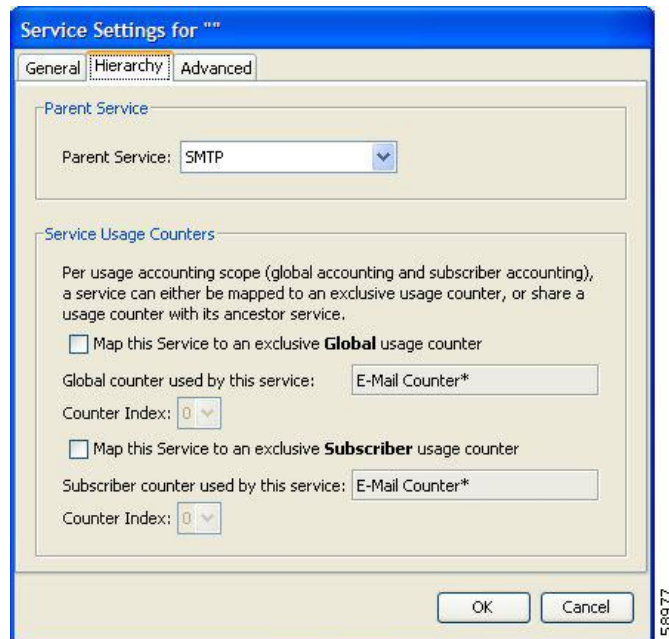 Service Settings for ""
General Hierarchy Advanced
Parent Service
Parent Service: SMTP
Service Usage Counters
Per usage accounting scope (global accounting and subscriber accounting),
a service can either be mapped to an exclusive usage counter, or share a
usage counter with its ancestor service.
Map this Service to an exclusive Global usage counter
Global counter used by this service: E-Mail Counter*
Counter Index: 0
Map this Service to an exclusive Subscriber usage counter
Subscriber counter used by this service: E-Mail Counter*
Counter Index: 0
OK Cancel